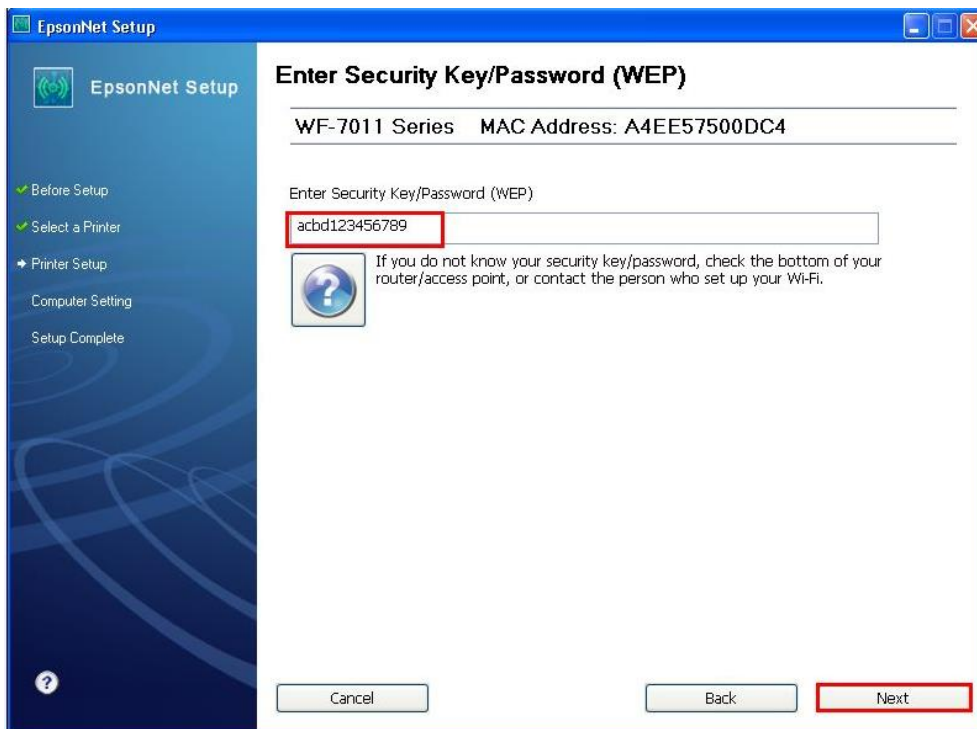 EpsonNet Setup
EpsonNet Setup
Before Setup
Select a Printer
Printer Setup
Computer Setting
Setup Complete
Enter Security Key/Password (WEP)
WF-7011 Series MAC Address: A4EE57500DC4
Enter Security Key/Password (WEP)
acbd123456789
If you do not know your security key/password, check the bottom of your
router/access point, or contact the person who set up your Wi-Fi.
Cancel
Back
Next